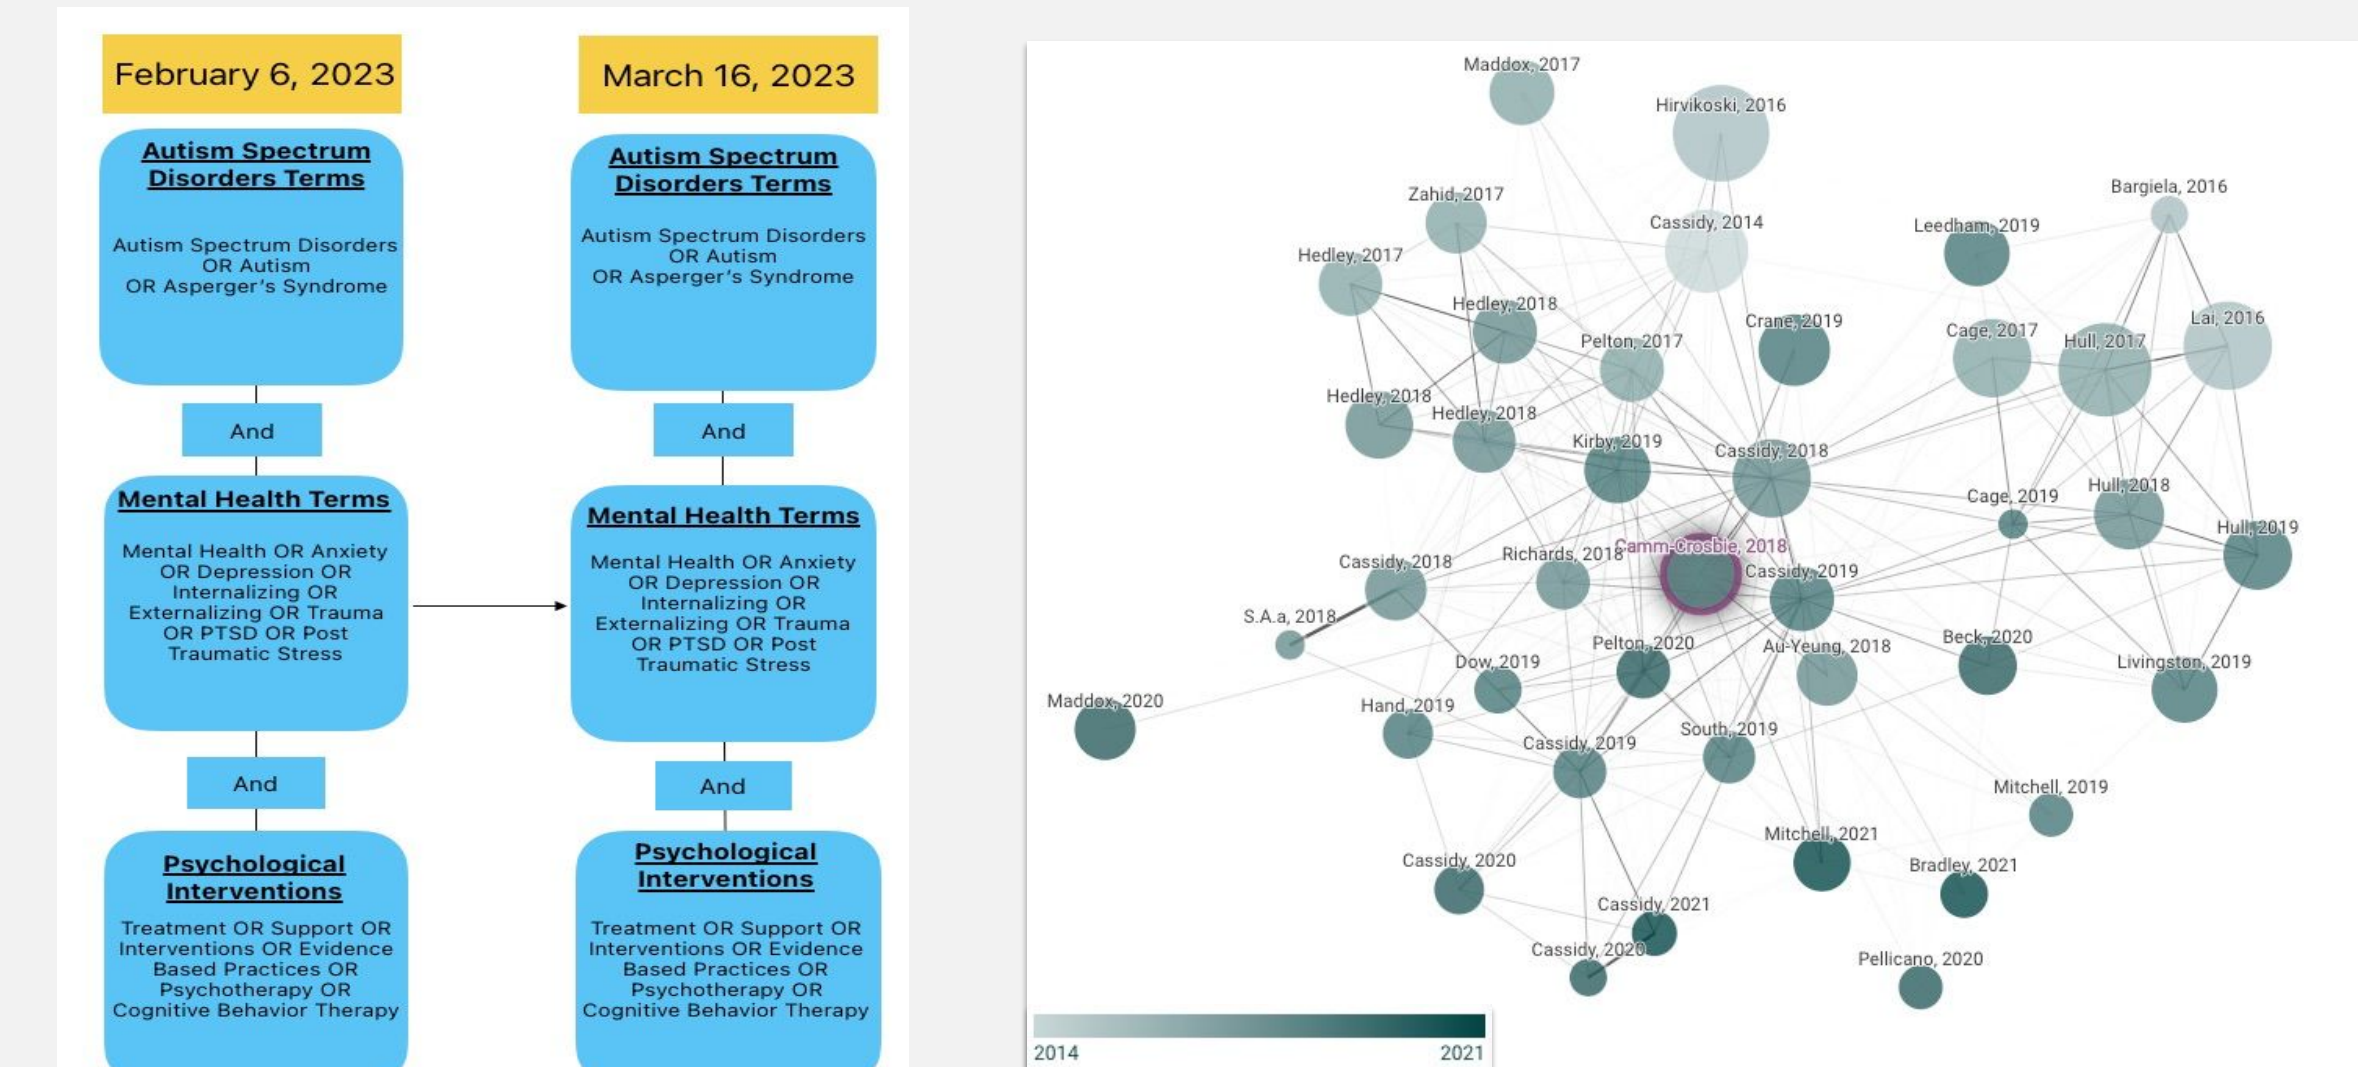 February 6, 2023
Autism Spectrum
Disorders Terms
Autism Spectrum Disorders
OR Autism
OR Asperger's Syndrome
And
Mental Health Terms
Mental Health OR Anxiety
OR Depression OR
Internalizing OR
Externalizing OR Trauma
OR PTSD OR Post
Traumatic Stress
And
Psychological
Interventions
Treatment OR Support OR
Interventions OR Evidence
Based Practices OR
Psychotherapy OR
Cognitive Behavior Therapy
March 16, 2023
Autism Spectrum
Disorders Terms
Autism Spectrum Disorders
OR Autism
OR Asperger's Syndrome
And
Mental Health Terms
Mental Health OR Anxiety
OR Depression OR
Internalizing OR
Externalizing OR Trauma
OR PTSD OR Post
Traumatic Stress
And
Psychological
Interventions
Treatment OR Support OR
Interventions OR Evidence
Based Practices OR
Psychotherapy OR
Cognitive Behavior Therapy
Maddox, 2017
Hirvikoski, 2016
Bargiela, 2016
Zahid, 2017
Cassidy, 2014
Leedham, 2019
Hedley, 2017
Hedley, 2018
Crane, 2019
Lai, 2016
Cage, 2017
Pelton, 2017
Hull, 2017
Hedley, 2018
Hedley, 2018
Kirby, 2019
Cassidy, 2018
Hull, 2018
Cage, 2019
Hull, 2019
Camm-Crosbie, 2018
Richards, 2018
Cassidy, 2018
Cassidy, 2019
S.A.a, 2018
Beck, 2020
Pelton, 2020
Au-Yeung, 2018
Dow, 2019
Livingston, 2019
Maddox, 2020
Hand, 2019
South, 2019
Cassidy, 2019
Mitchell, 2019
Mitchell, 2021
Cassidy, 2020
Bradley, 2021
Cassidy, 2021
Cassidy, 2020
Pellicano, 2020
2014
2021